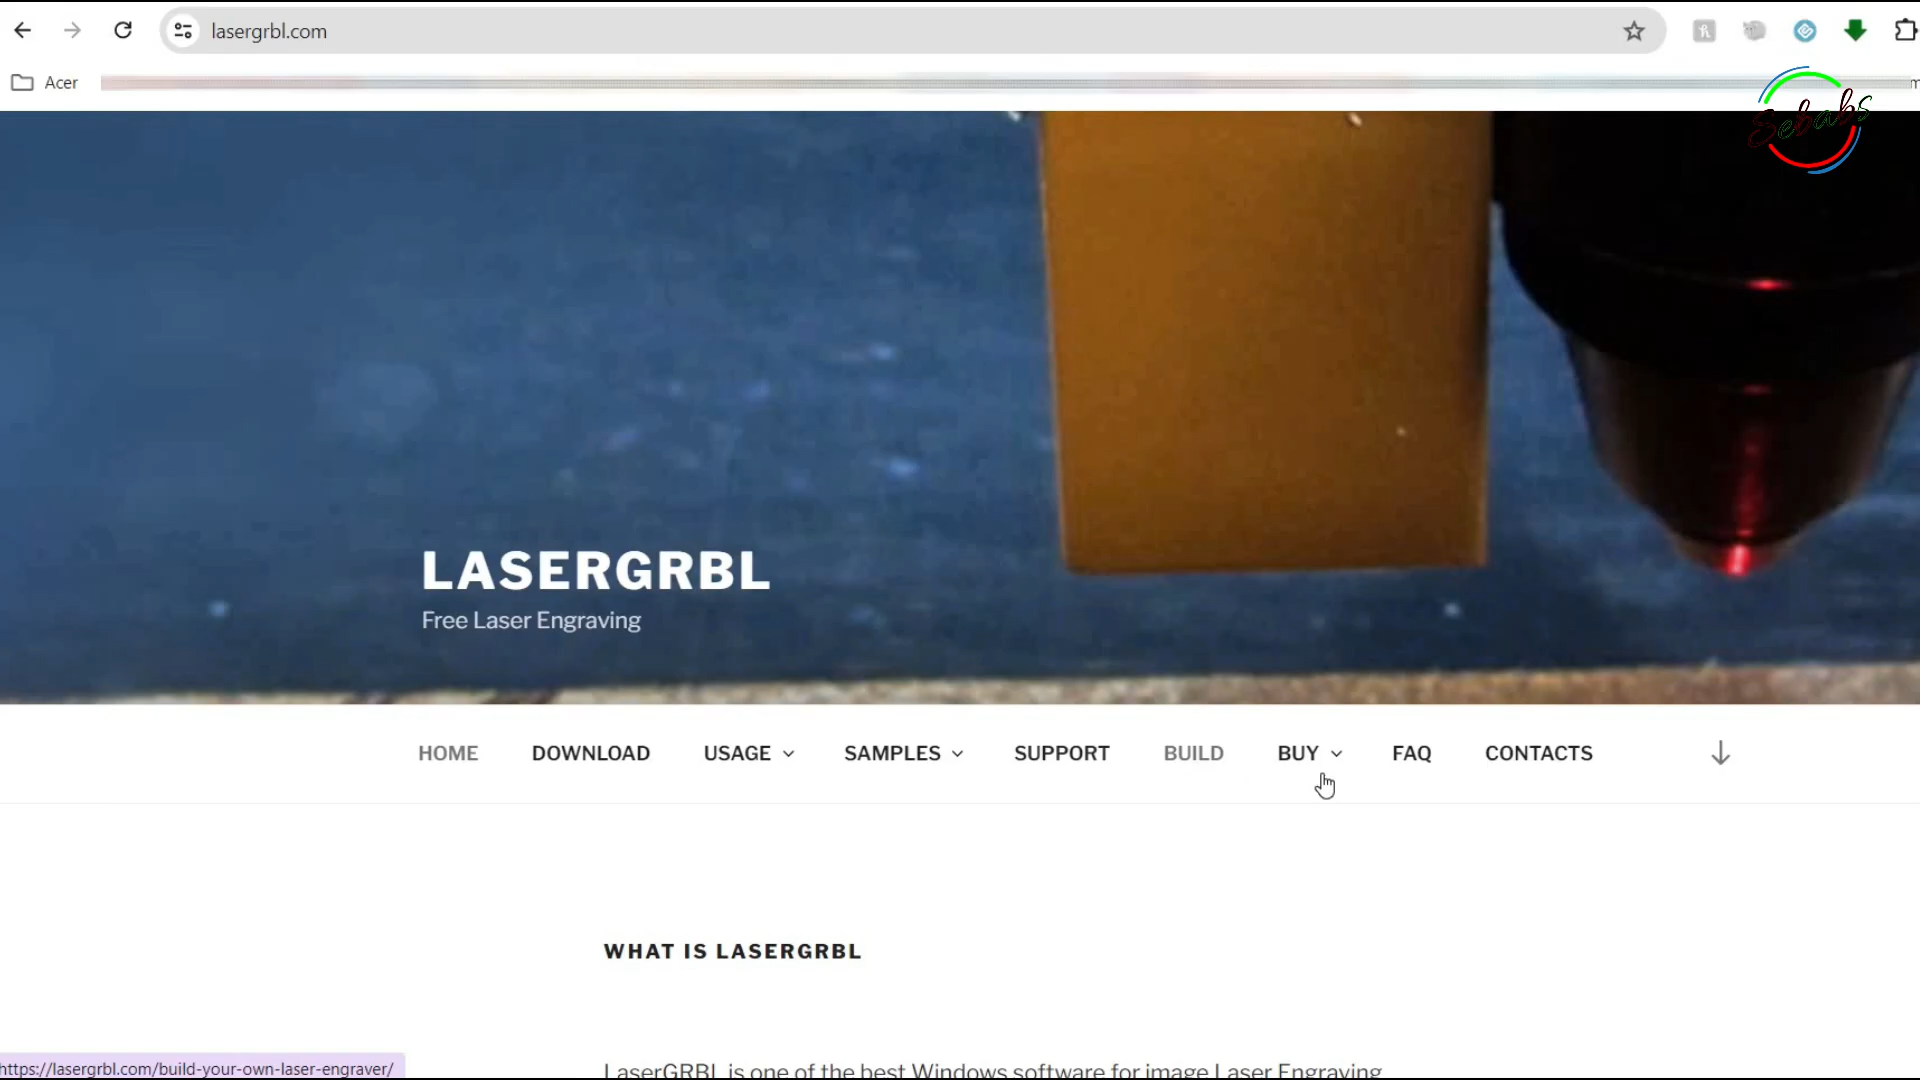 lasergrbl.com
Acer
Sebabs
LASERGRBL
Free Laser Engraving
HOME DOWNLOAD USAGE SAMPLES SUPPORT BUILD BUY FAQ CONTACTS
WHAT IS LASERGRBL
LaserGRBL is one of the best Windows software for image Laser Engraving
https://lasergrbl.com/build-your-own-laser-engraver/